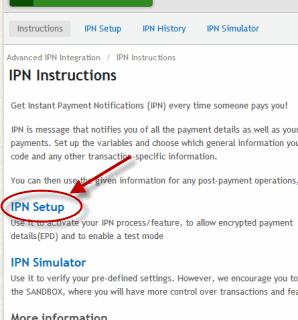 Instructions IPN Setup IPN History IPN Simulator
Advanced IPN Integration / IPN Instructions
IPN Instructions
Get Instant Payment Notifications (IPN) every time someone pays you!
IPN is message that notifies you of all the payment details as well as your
payments. Set up the variables and choose which general information you
code and any other transaction-specific information.
You can then use the given information for any post-payment operations,
IPN Setup
Use it to activate your IPN process/feature, to allow encrypted payment
details(EPD) and to enable a test mode
IPN Simulator
Use it to verify your pre-defined settings. However, we encourage you to
the SANDBOX, where you will have more control over transactions and fea
More information